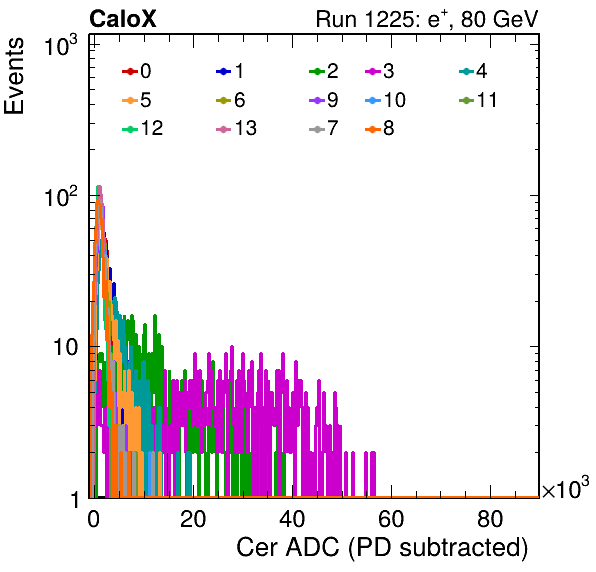 CaloX Run 1225: e⁺, 80 GeV
Events
10³
0 1 2 3 4
5 6 9 10 11
12 13 7 8
10²
10
1
0 20 40 60 80 ×10³
Cer ADC (PD subtracted)